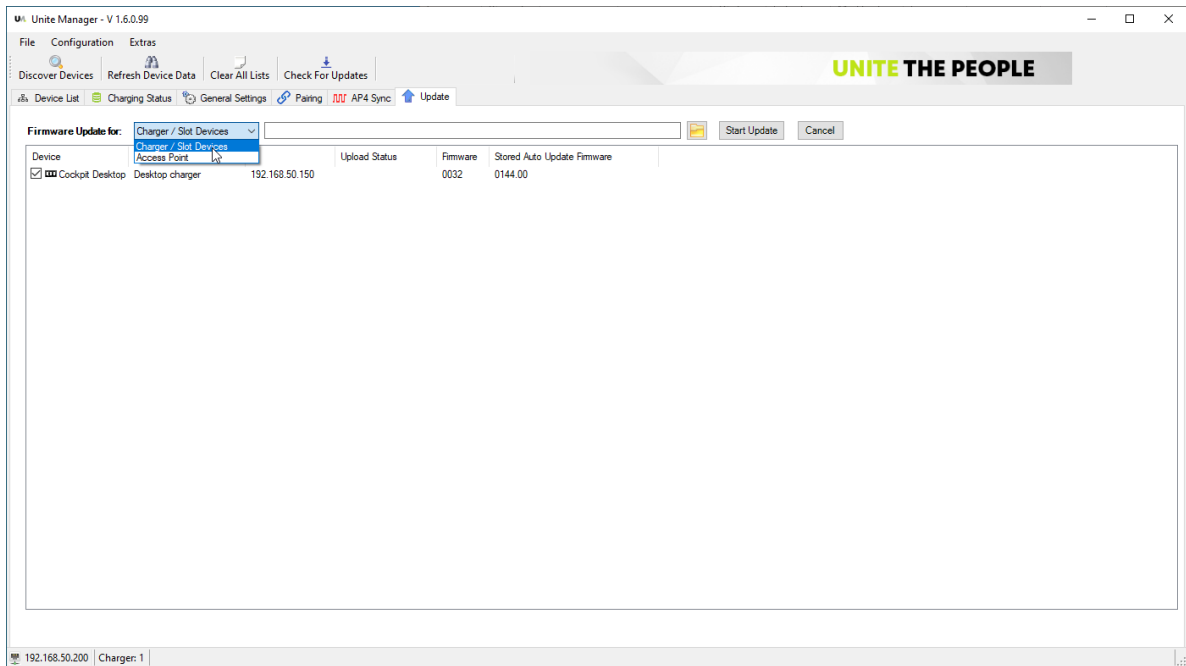 UA Unite Manager - V 1.6.0.99
File Configuration Extras
Discover Devices Refresh Device Data Clear All Lists Check For Updates
UNITE THE PEOPLE
Device List Charging Status General Settings Pairing AP4 Sync Update
Firmware Update for: Charger / Slot Devices Start Update Cancel
Charger / Slot Devices
Access Point
Device Upload Status Firmware Stored Auto Update Firmware
Cockpit Desktop Desktop charger 192.168.50.150 0032 0144.00
192.168.50.200 Charger: 1